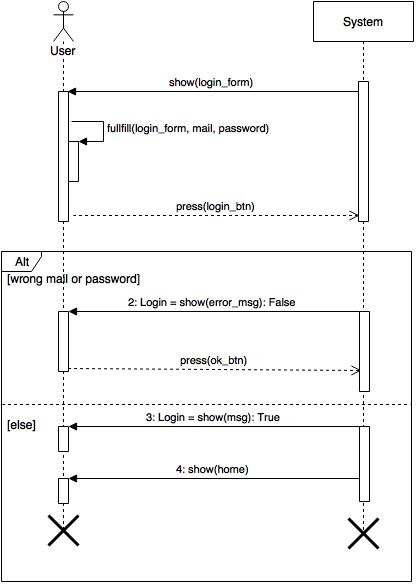 System
User
show(login_form)
fullfill(login_form, mail, password)
press(login_btn)
Alt
[wrong mail or password]
2: Login = show(error_msg): False
press(ok_btn)
[else]
3: Login = show(msg): True
4: show(home)